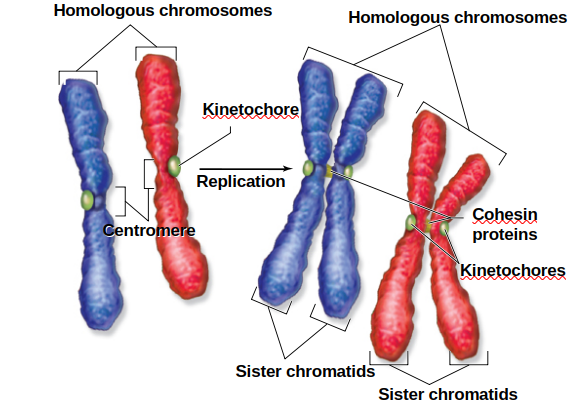 Homologous chromosomes
Homologous chromosomes
Kinetochore
Replication
Centromere
Cohesin
proteins
Kinetochores
Sister chromatids
Sister chromatids